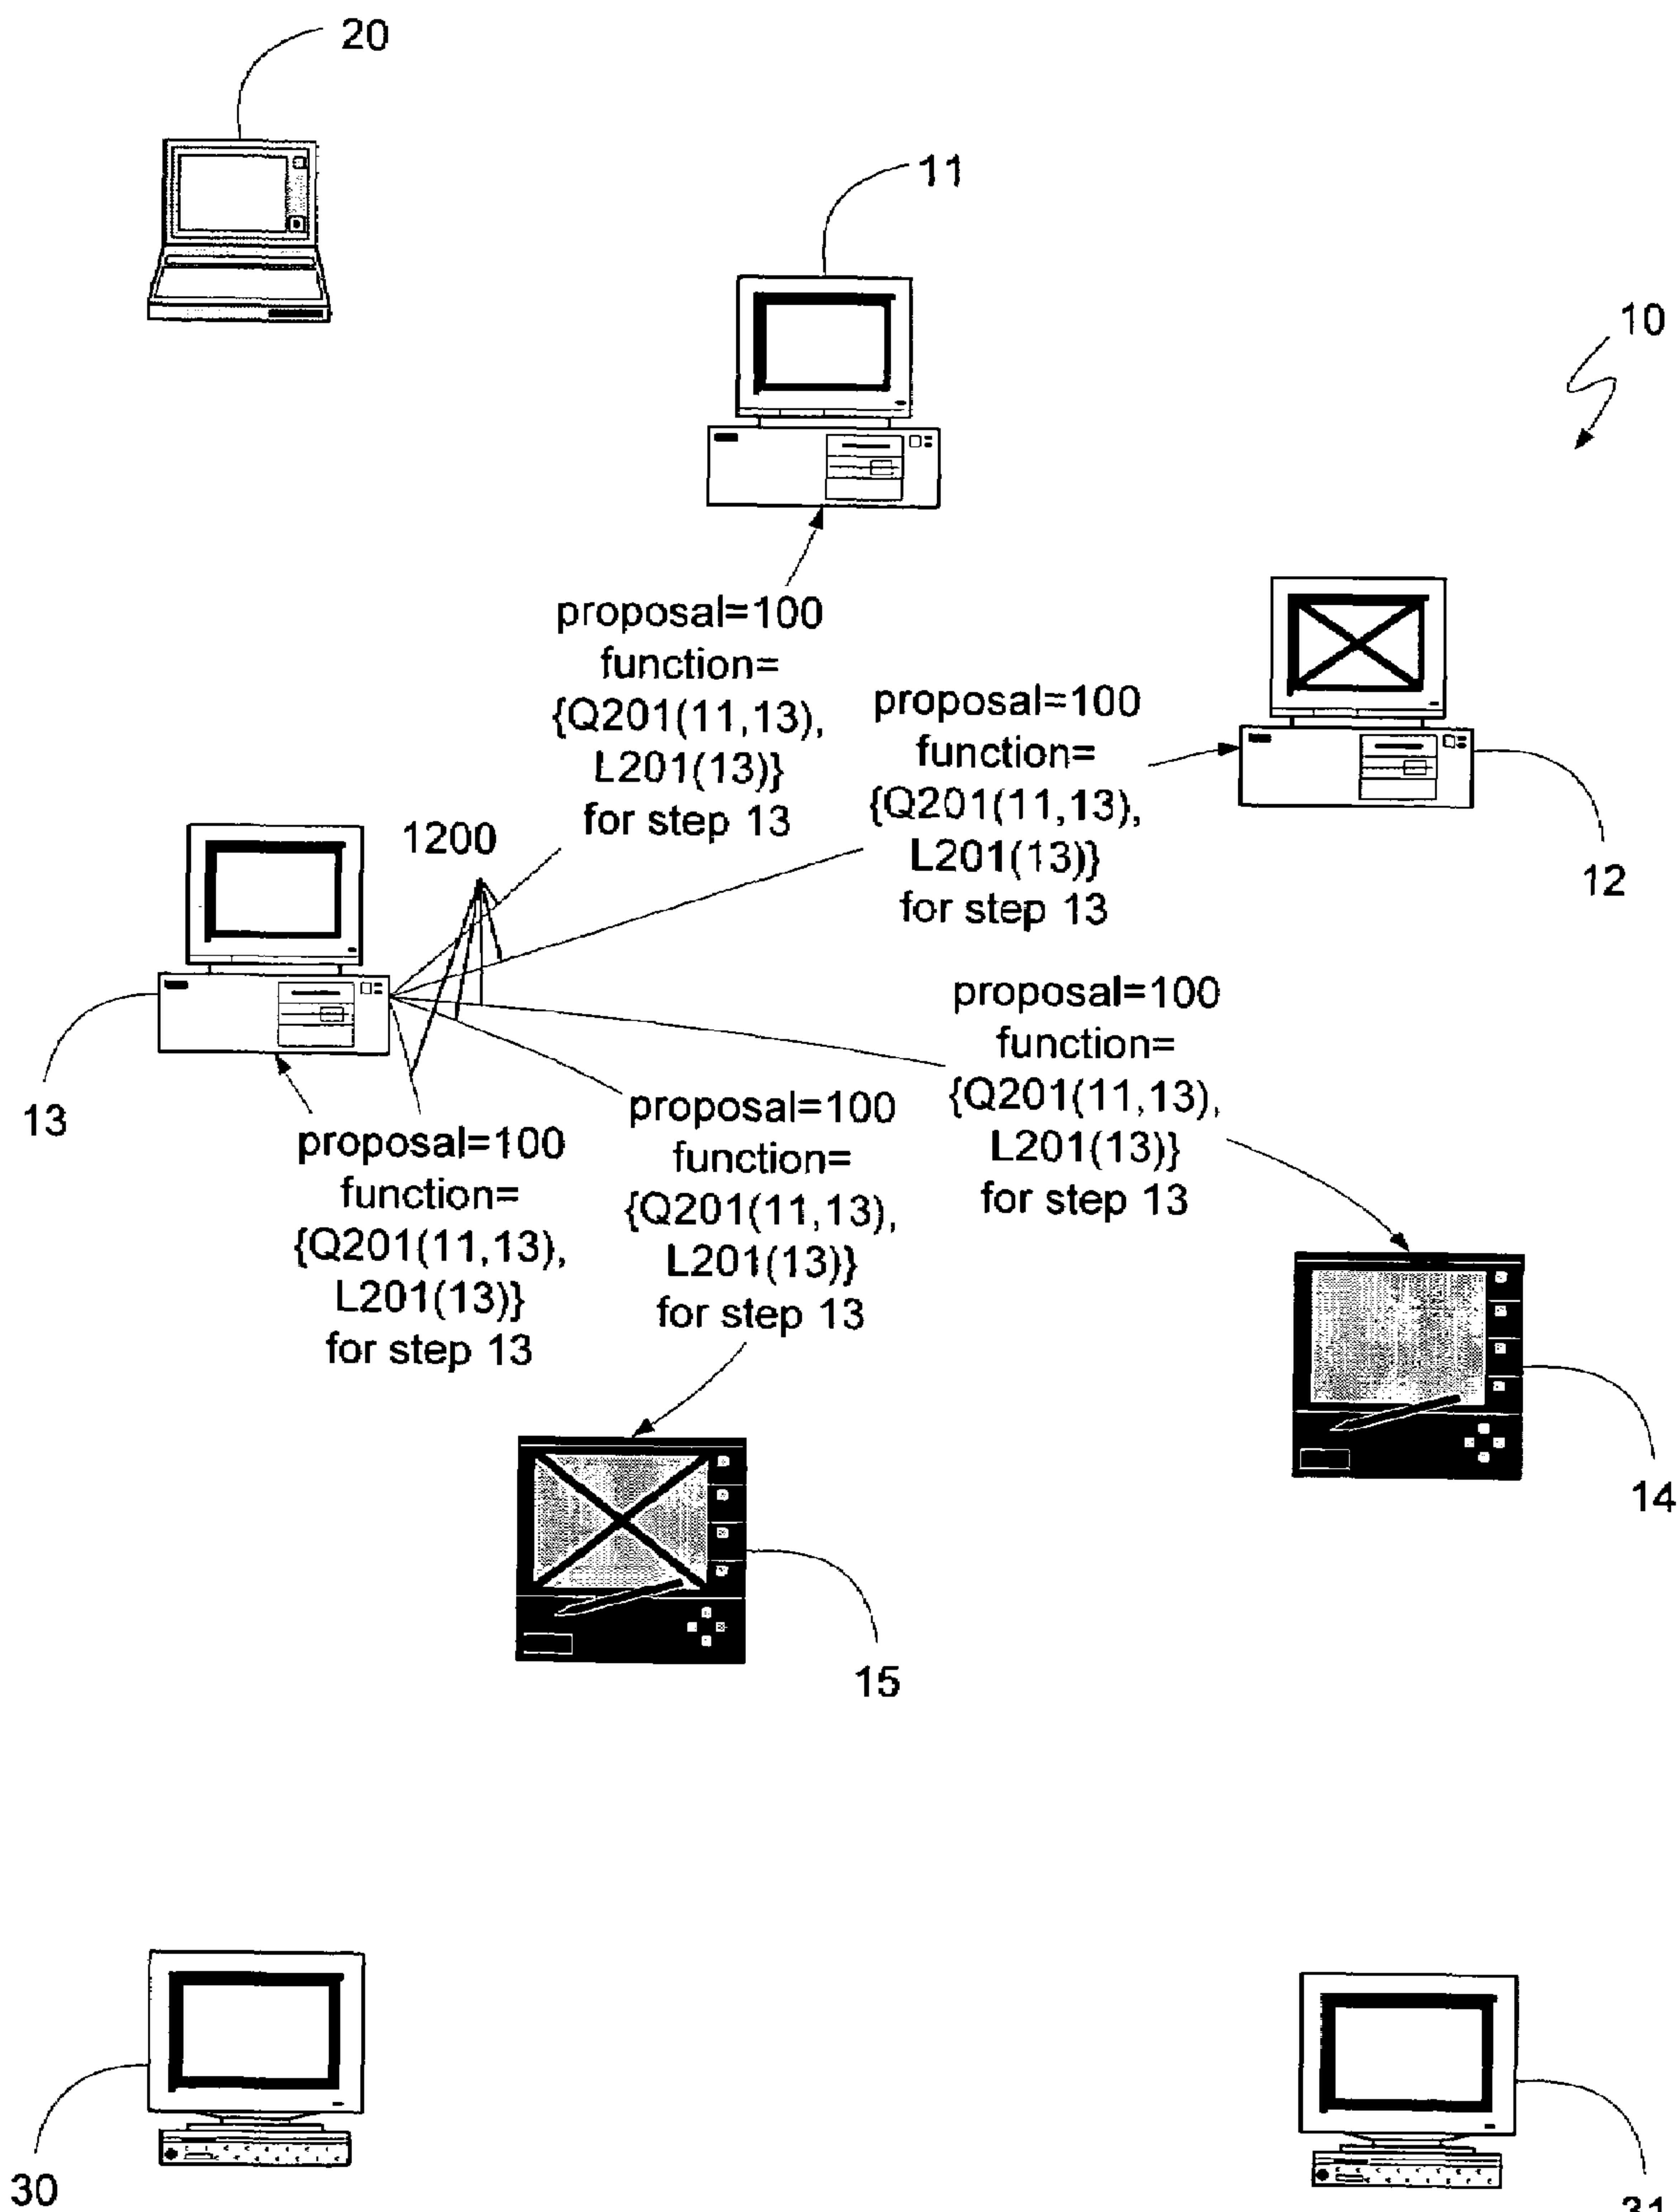 20
11
10
proposal=100
function=
{Q201(11,13),
L201(13)}
for step 13
proposal=100
function=
{Q201(11,13),
L201(13)}
for step 13
12
1200
13
proposal=100
function=
{Q201(11,13),
L201(13)}
for step 13
proposal=100
function=
{Q201(11,13),
L201(13)}
for step 13
proposal=100
function=
{Q201(11,13),
L201(13)}
for step 13
14
15
30
31